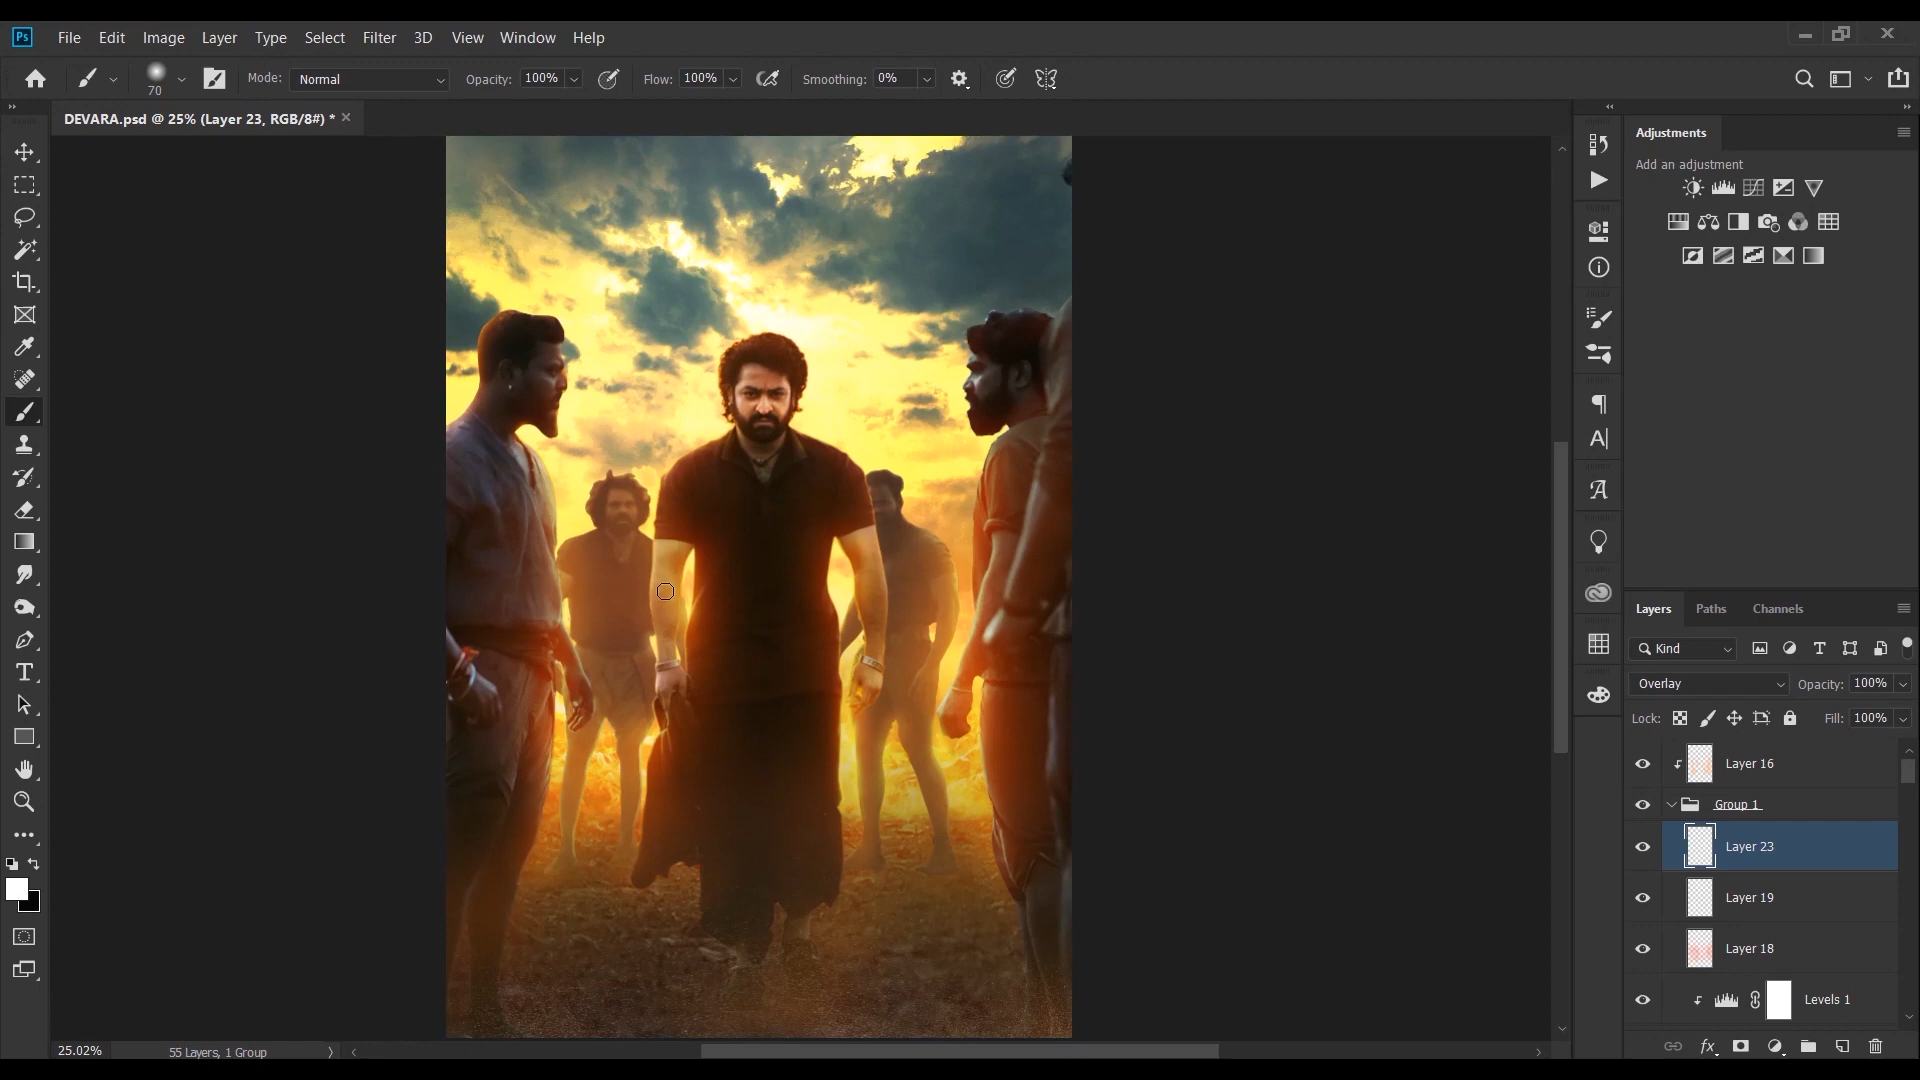 Ps File Edit Image Layer Type Select Filter 3D View Window Help
70 Mode: Normal Opacity: 100% Flow: 100% Smoothing: 0%
DEVARA.psd @ 25% (Layer 23, RGB/8#) *
Adjustments
Add an adjustment
Layers Paths Channels
Kind
Overlay Opacity: 100%
Lock: Fill: 100%
Layer 16
Group 1
Layer 23
Layer 19
Layer 18
Levels 1
25.02% 55 Layers, 1 Group
fx